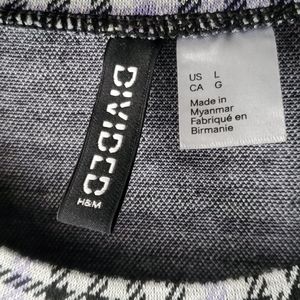 DIVIDED
H&M
US L
CA G
Made in
Myanmar
Fabriqué en
Birmanie